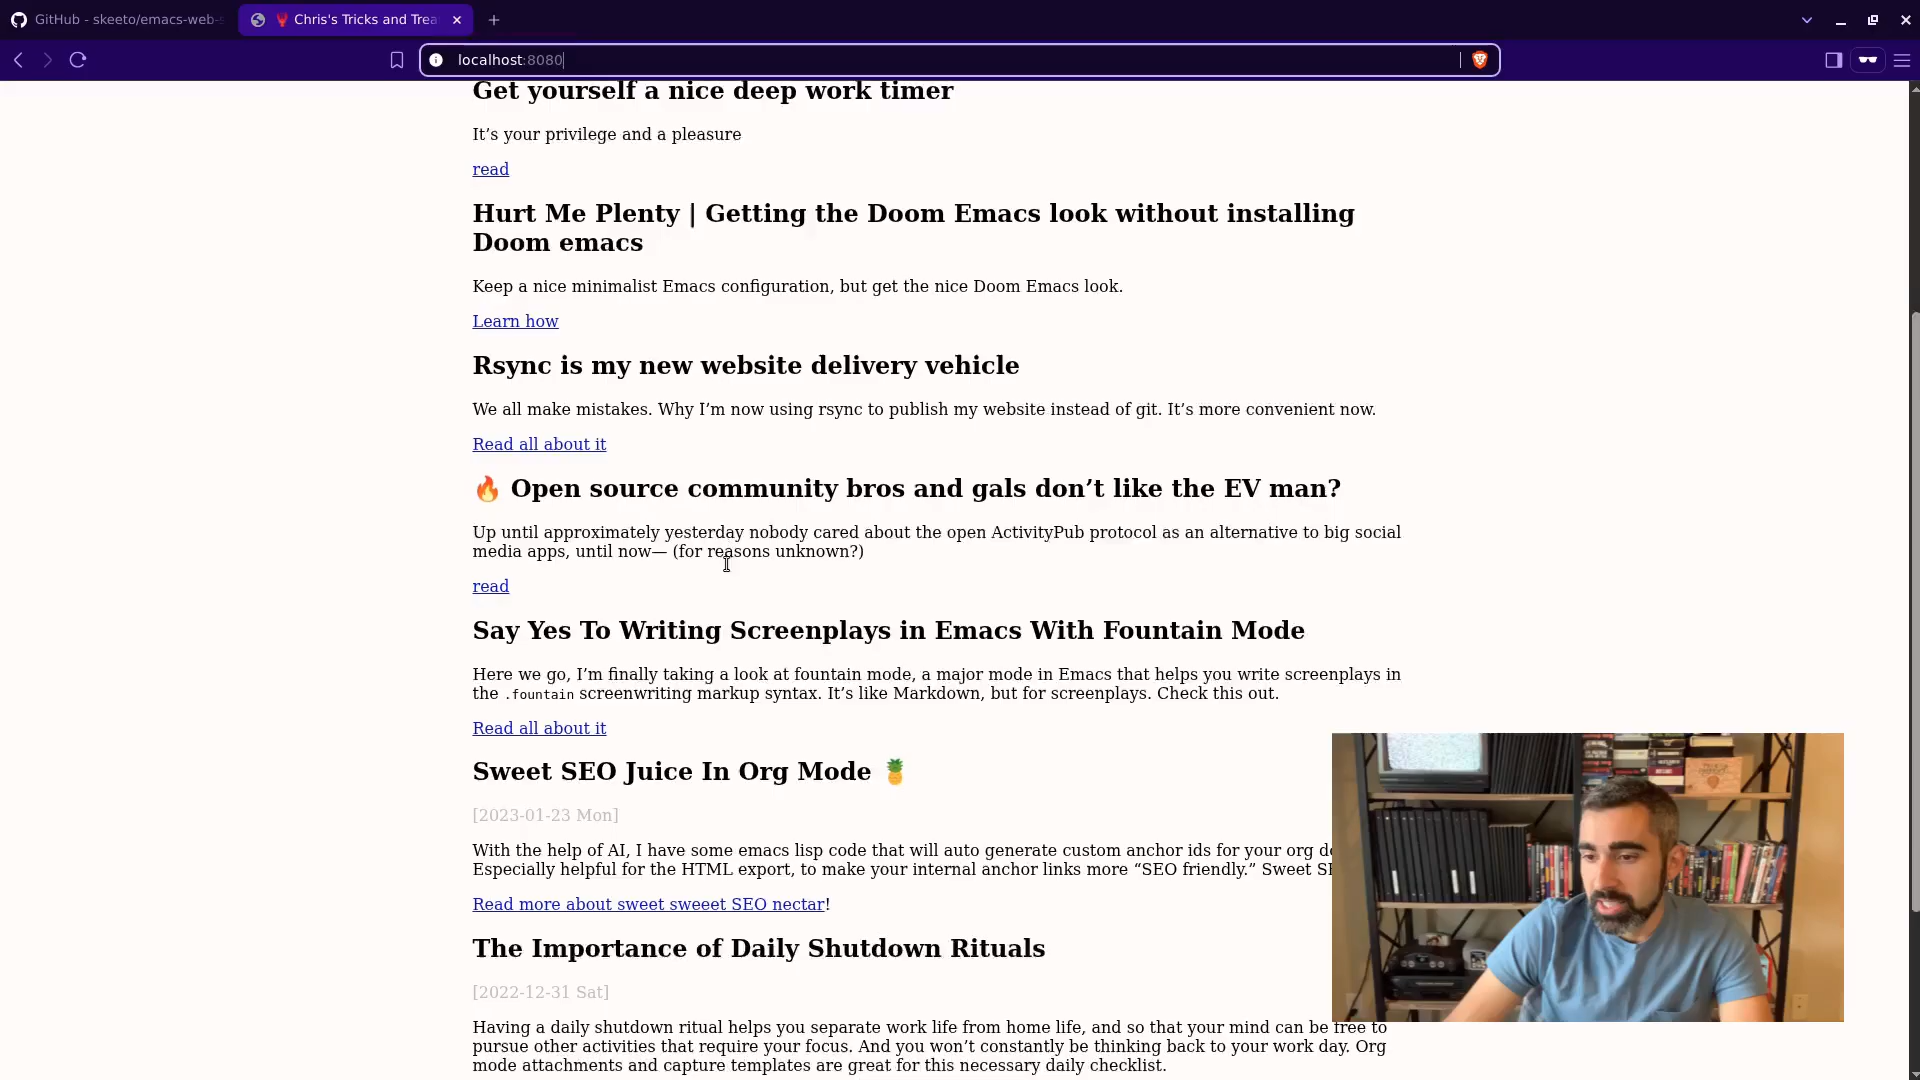 GitHub - skeeto/emacs-web-s
Chris's Tricks and Trea
localhost:8080
Get yourself a nice deep work timer
It’s your privilege and a pleasure
read
Hurt Me Plenty | Getting the Doom Emacs look without installing
Doom emacs
Keep a nice minimalist Emacs configuration, but get the nice Doom Emacs look.
Learn how
Rsync is my new website delivery vehicle
We all make mistakes. Why I’m now using rsync to publish my website instead of git. It’s more convenient now.
Read all about it
🔥 Open source community bros and gals don’t like the EV man?
Up until approximately yesterday nobody cared about the open ActivityPub protocol as an alternative to big social
media apps, until now— (for reasons unknown?)
read
Say Yes To Writing Screenplays in Emacs With Fountain Mode
Here we go, I’m finally taking a look at fountain mode, a major mode in Emacs that helps you write screenplays in
the .fountain screenwriting markup syntax. It’s like Markdown, but for screenplays. Check this out.
Read all about it
Sweet SEO Juice In Org Mode 🍍
[2023-01-23 Mon]
With the help of AI, I have some emacs lisp code that will auto generate custom anchor ids for your org
Especially helpful for the HTML export, to make your internal anchor links more “SEO friendly.” Sweet
Read more about sweet sweeet SEO nectar!
The Importance of Daily Shutdown Rituals
[2022-12-31 Sat]
Having a daily shutdown ritual helps you separate work life from home life, and so that your mind can be free to
pursue other activities that require your focus. And you won’t constantly be thinking back to your work day. Org
mode attachments and capture templates are great for this necessary daily checklist.